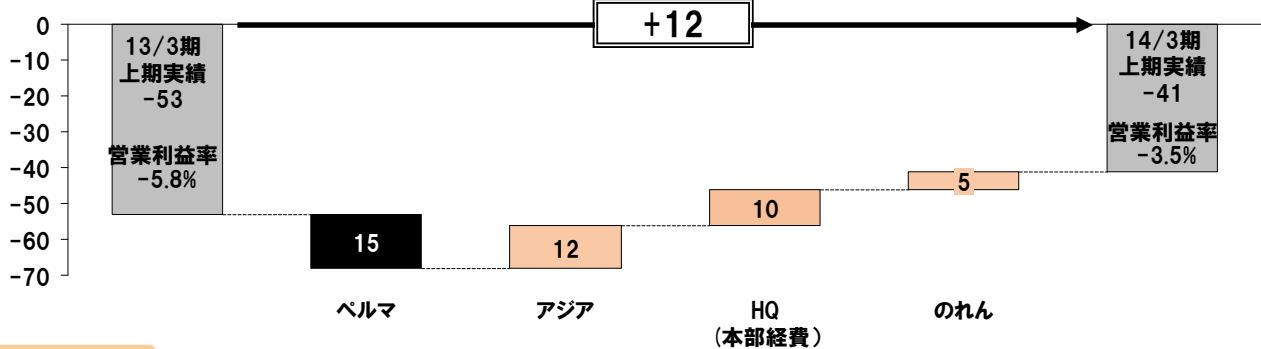 +12
0
-10
-20
-30
-40
-50
-60
-70
13/3期
上期実績
-53
営業利益率
-5.8%
15
12
10
5
14/3期
上期実績
-41
営業利益率
-3.5%
ペルマ
アジア
HQ
(本部経費)
のれん